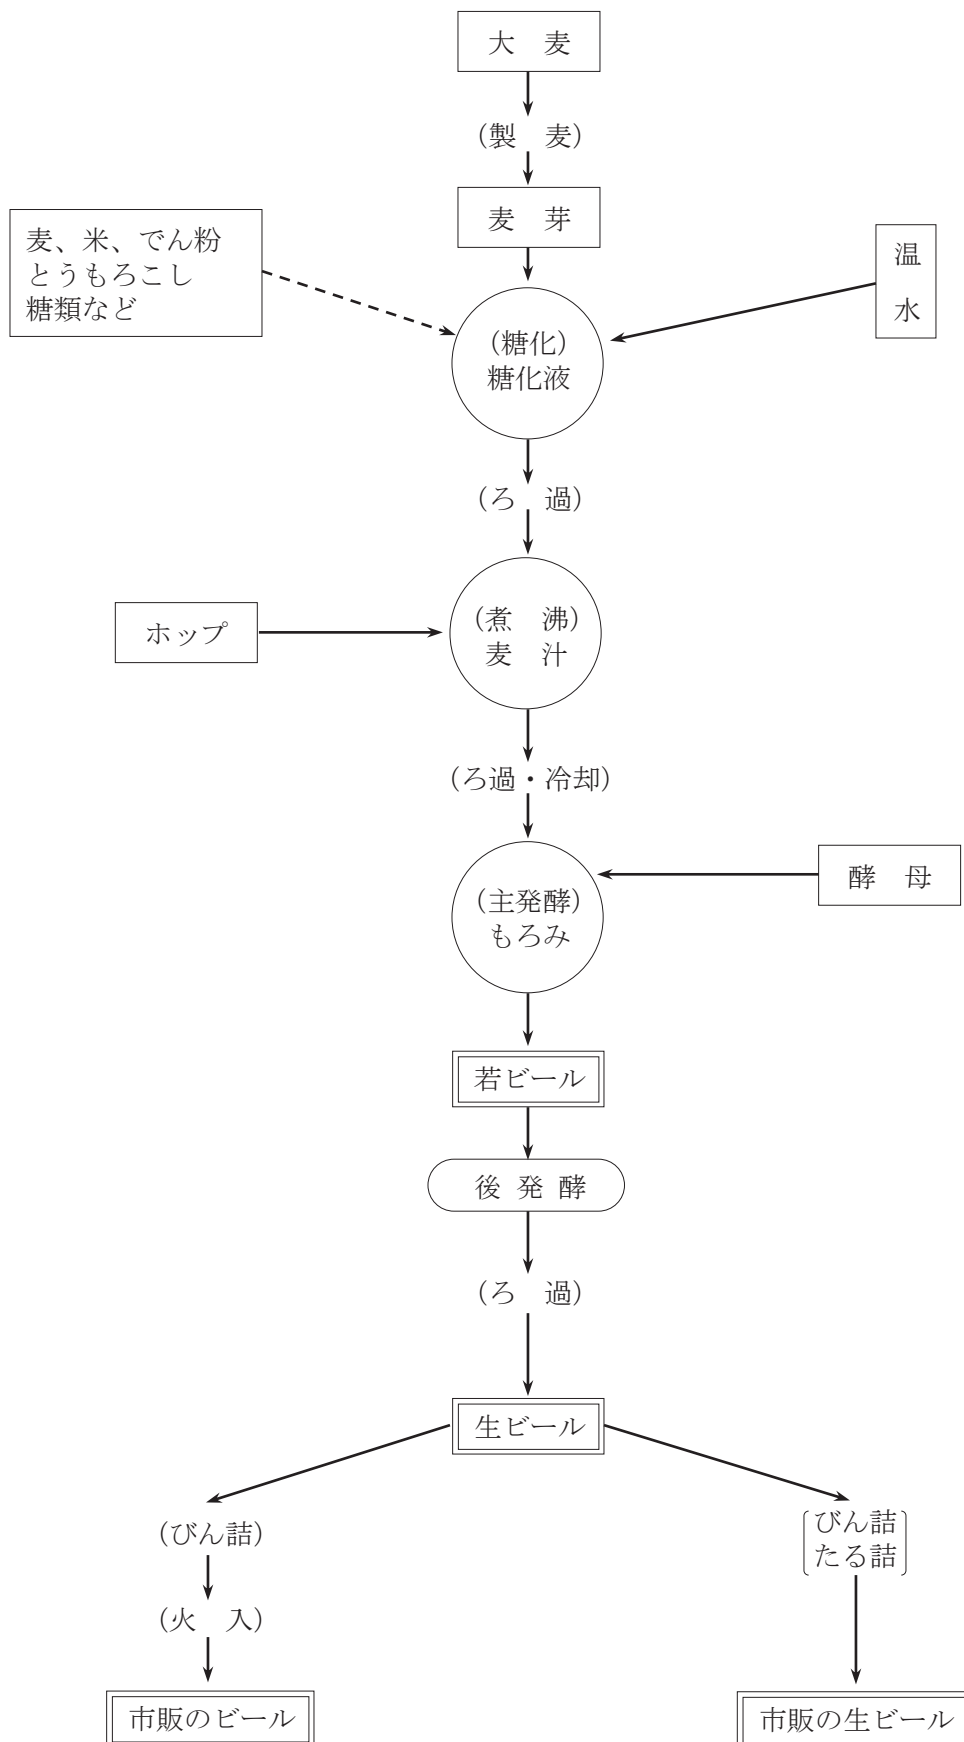 大　麦
（製　麦）
麦　芽
麦、米、でん粉
とうもろこし
糖類など
温
水
（糖化）
糖化液
（ろ　過）
ホップ
（煮　沸）
麦　汁
（ろ過・冷却）
酵　母
（主発酵）
もろみ
若ビール
後 発 酵
（ろ　過）
生ビール
（びん詰）
びん詰
たる詰
（火　入）
市販のビール
市販の生ビール